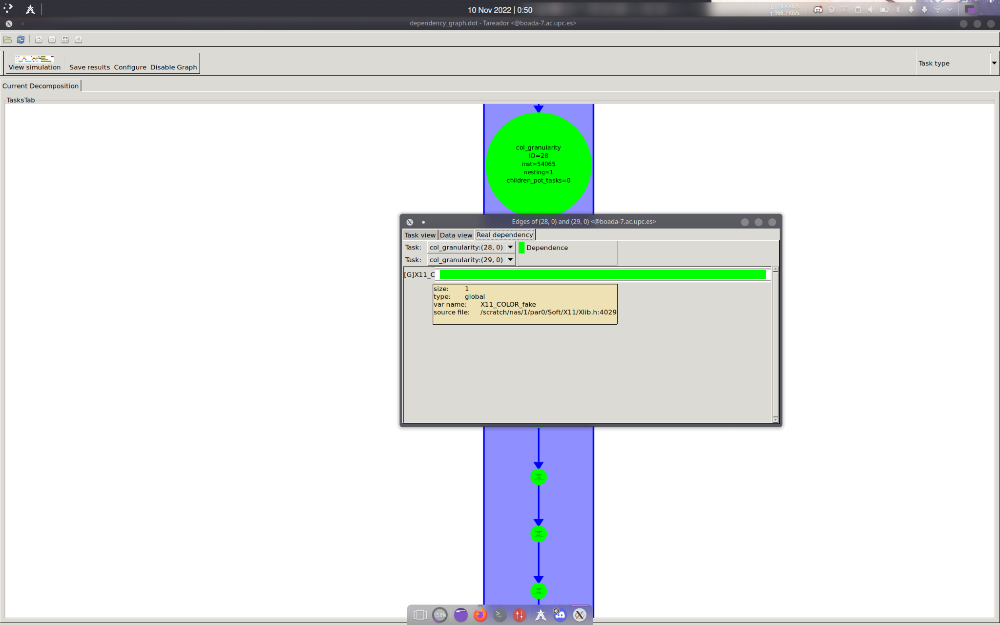 10 Nov 2022 | 0:50
↓ 16.4 Kb/s
↑ 966.7 Kb/s
dependency_graph.dot - Tareador <@boada-7.ac.upc.es>
View simulation
Save results
Configure
Disable Graph
Task type
Current Decomposition
TasksTab
col_granularity
ID=28
inst=54065
nesting=1
children_pot_tasks=0
Edges of (28, 0) and (29, 0) <@boada-7.ac.upc.es>
Task view
Data view
Real dependency
Task: col_granularity:(28, 0)
Dependence
Task: col_granularity:(29, 0)
[G]X11_C
size: 1
type: global
var name: X11_COLOR_fake
source file: /scratch/nas/1/par0/Soft/X11/Xlib.h:4029
15,8%